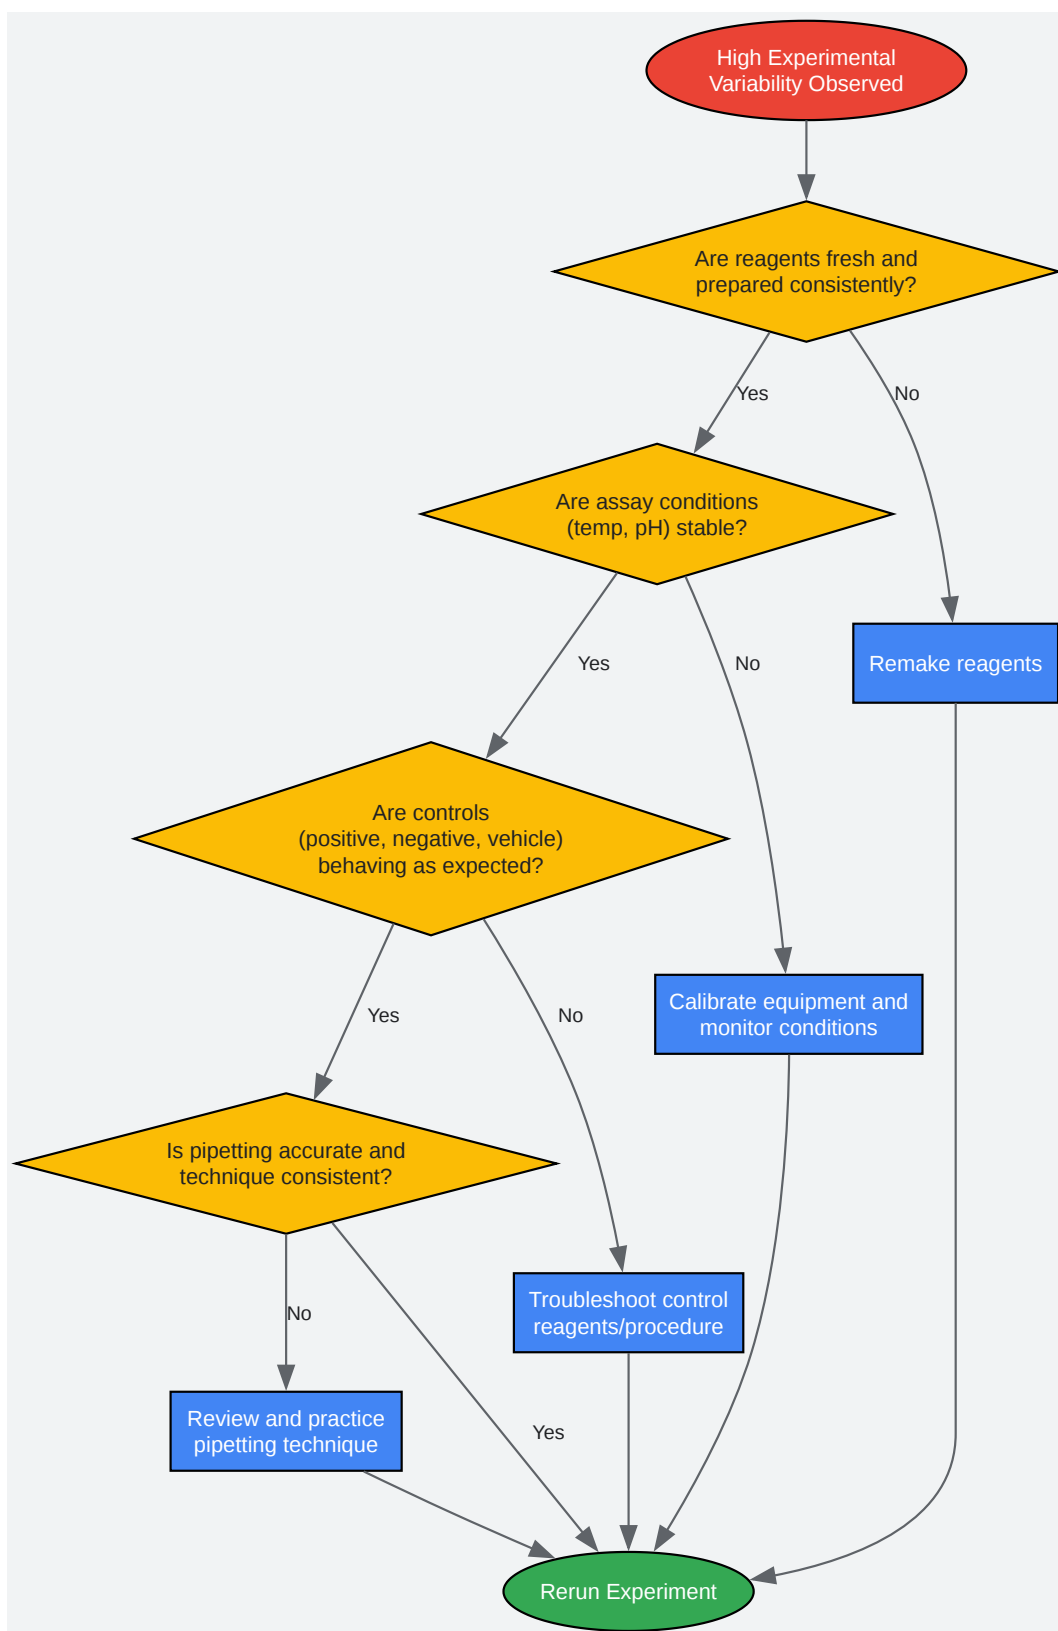 High Experimental
Variability Observed
Are reagents fresh and
prepared consistently?
Yes
No
Are assay conditions
(temp, pH) stable?
Yes
No
Remake reagents
Are controls
(positive, negative, vehicle)
behaving as expected?
Yes
No
Calibrate equipment and
monitor conditions
Is pipetting accurate and
technique consistent?
No
Yes
Troubleshoot control
reagents/procedure
Review and practice
pipetting technique
Rerun Experiment